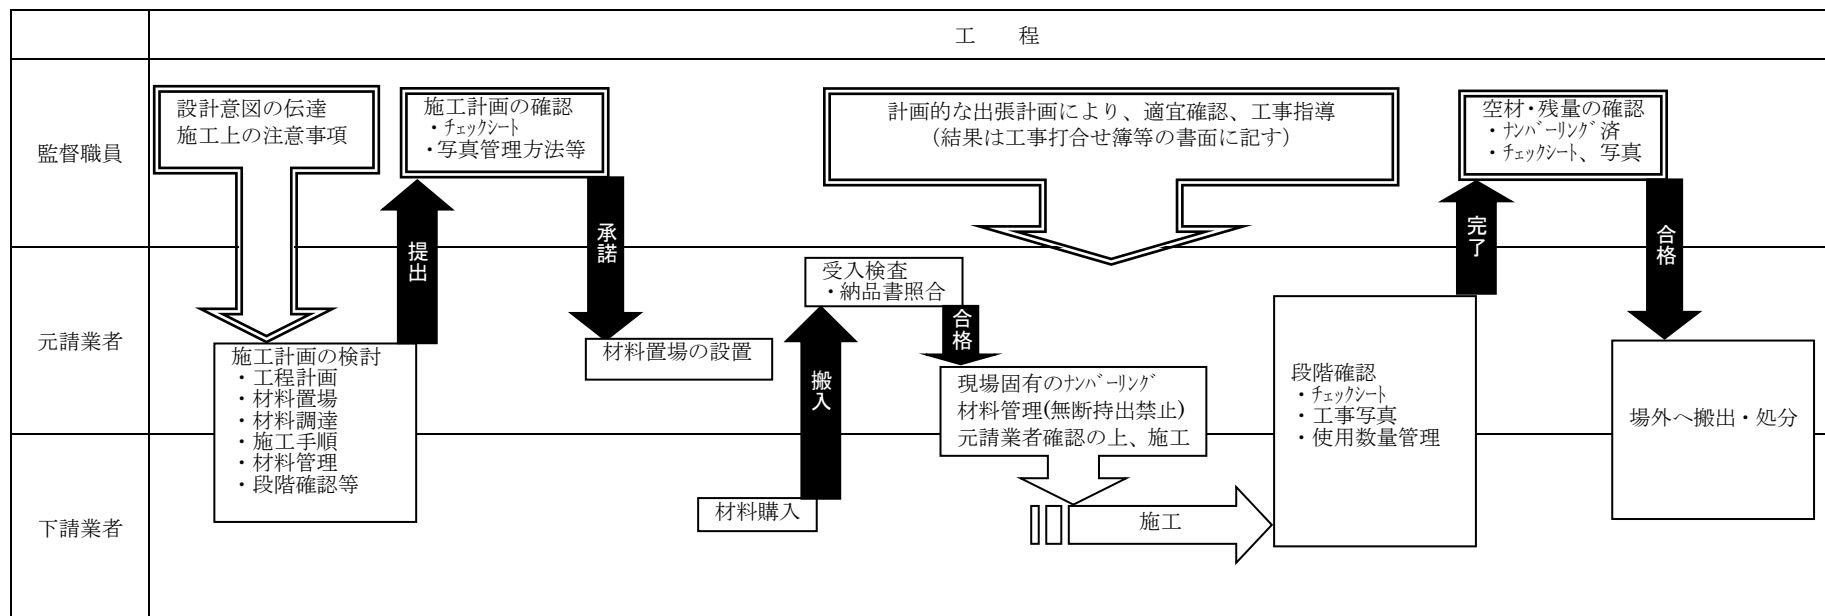 工　程
監督職員
設計意図の伝達
施工上の注意事項
施工計画の確認
・ﾁｪｯｸｼｰﾄ
・写真管理方法等
計画的な出張計画により、適宜確認、工事指導
(結果は工事打合せ簿等の書面に記す)
空材・残量の確認
・ﾅﾝﾊﾞｰﾘﾝｸﾞ済
・ﾁｪｯｸｼｰﾄ、写真
提出
承諾
完了
合格
元請業者
施工計画の検討
・工程計画
・材料置場
・材料調達
・施工手順
・材料管理
・段階確認等
材料置場の設置
受入検査
・納品書照合
搬入
合格
現場固有のﾅﾝﾊﾞｰﾘﾝｸﾞ
材料管理(無断持出禁止)
元請業者確認の上、施工
段階確認
・ﾁｪｯｸｼｰﾄ
・工事写真
・使用数量管理
場外へ搬出・処分
下請業者
材料購入
施工